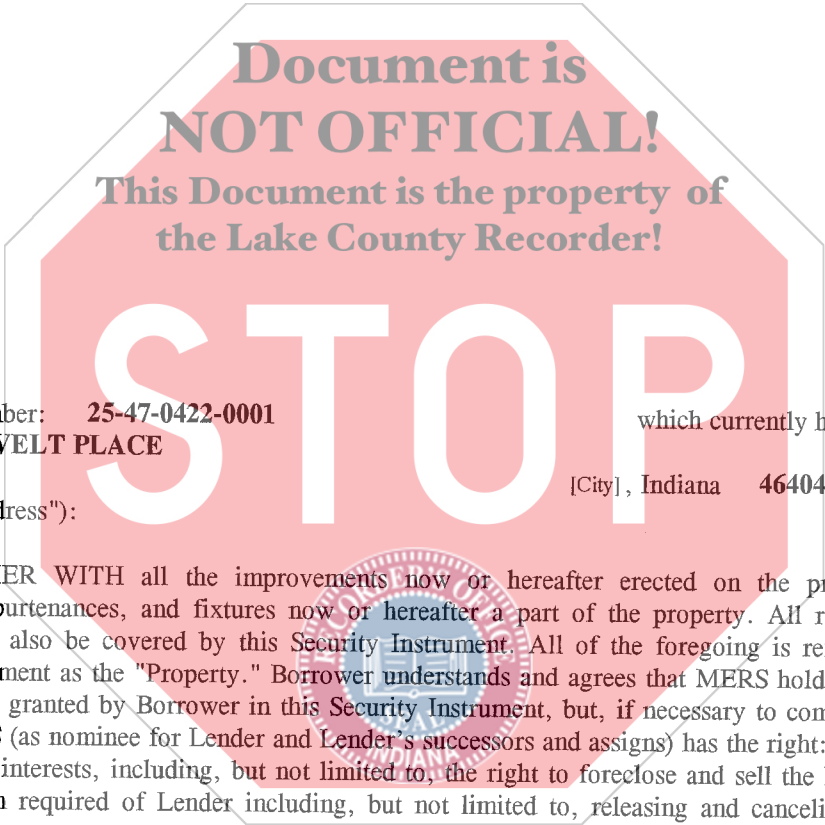 Document is
NOT OFFICIAL!
This Document is the property of
the Lake County Recorder!
STOP
ber: 25-47-0422-0001 which currently h
VELT PLACE
[City] , Indiana 46404
dress"):
ER WITH all the improvements now or hereafter erected on the pr
purtenances, and fixtures now or hereafter a part of the property. All r
also be covered by this Security Instrument. All of the foregoing is re
ment as the "Property." Borrower understands and agrees that MERS hold
granted by Borrower in this Security Instrument, but, if necessary to com
S (as nominee for Lender and Lender's successors and assigns) has the right:
interests, including, but not limited to, the right to foreclose and sell the
required of Lender including, but not limited to, releasing and canceli
RECORDER'S OFFICE
SEAL
INDIANA